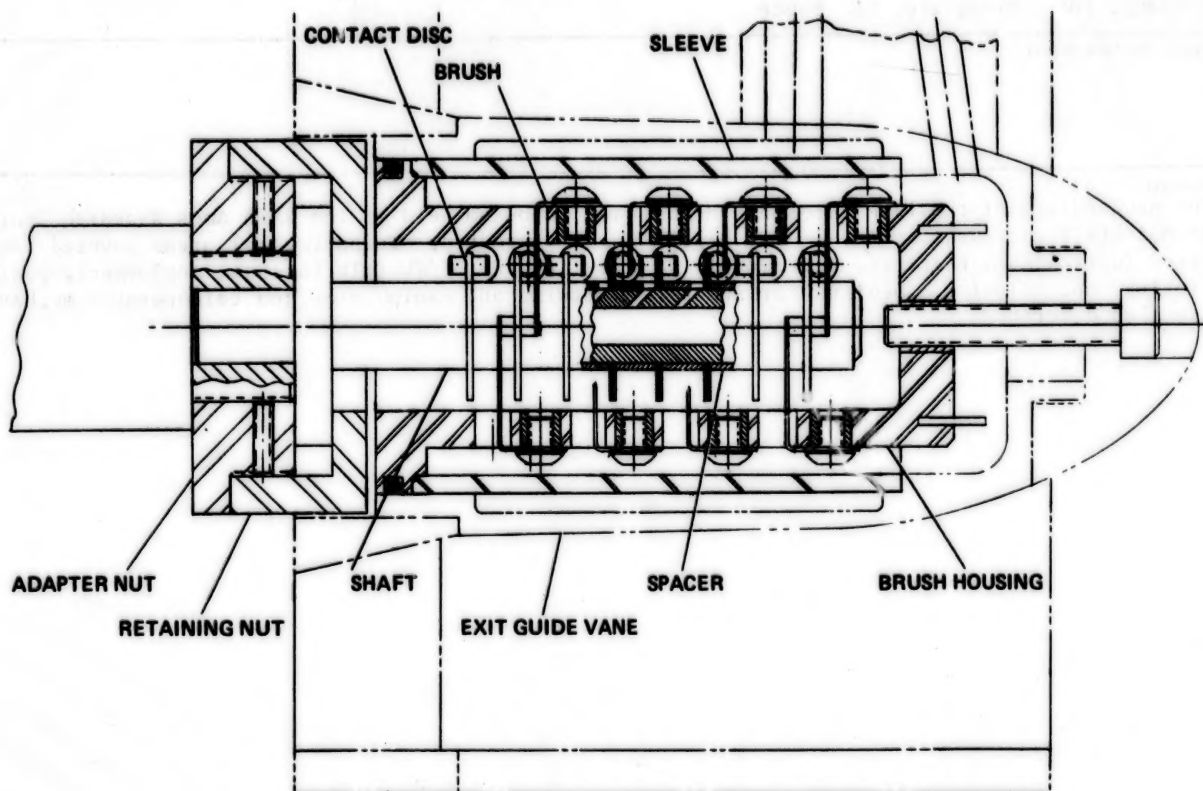 CONTACT DISC
SLEEVE
BRUSH
ADAPTER NUT
SHAFT
SPACER
BRUSH HOUSING
RETAINING NUT
EXIT GUIDE VANE